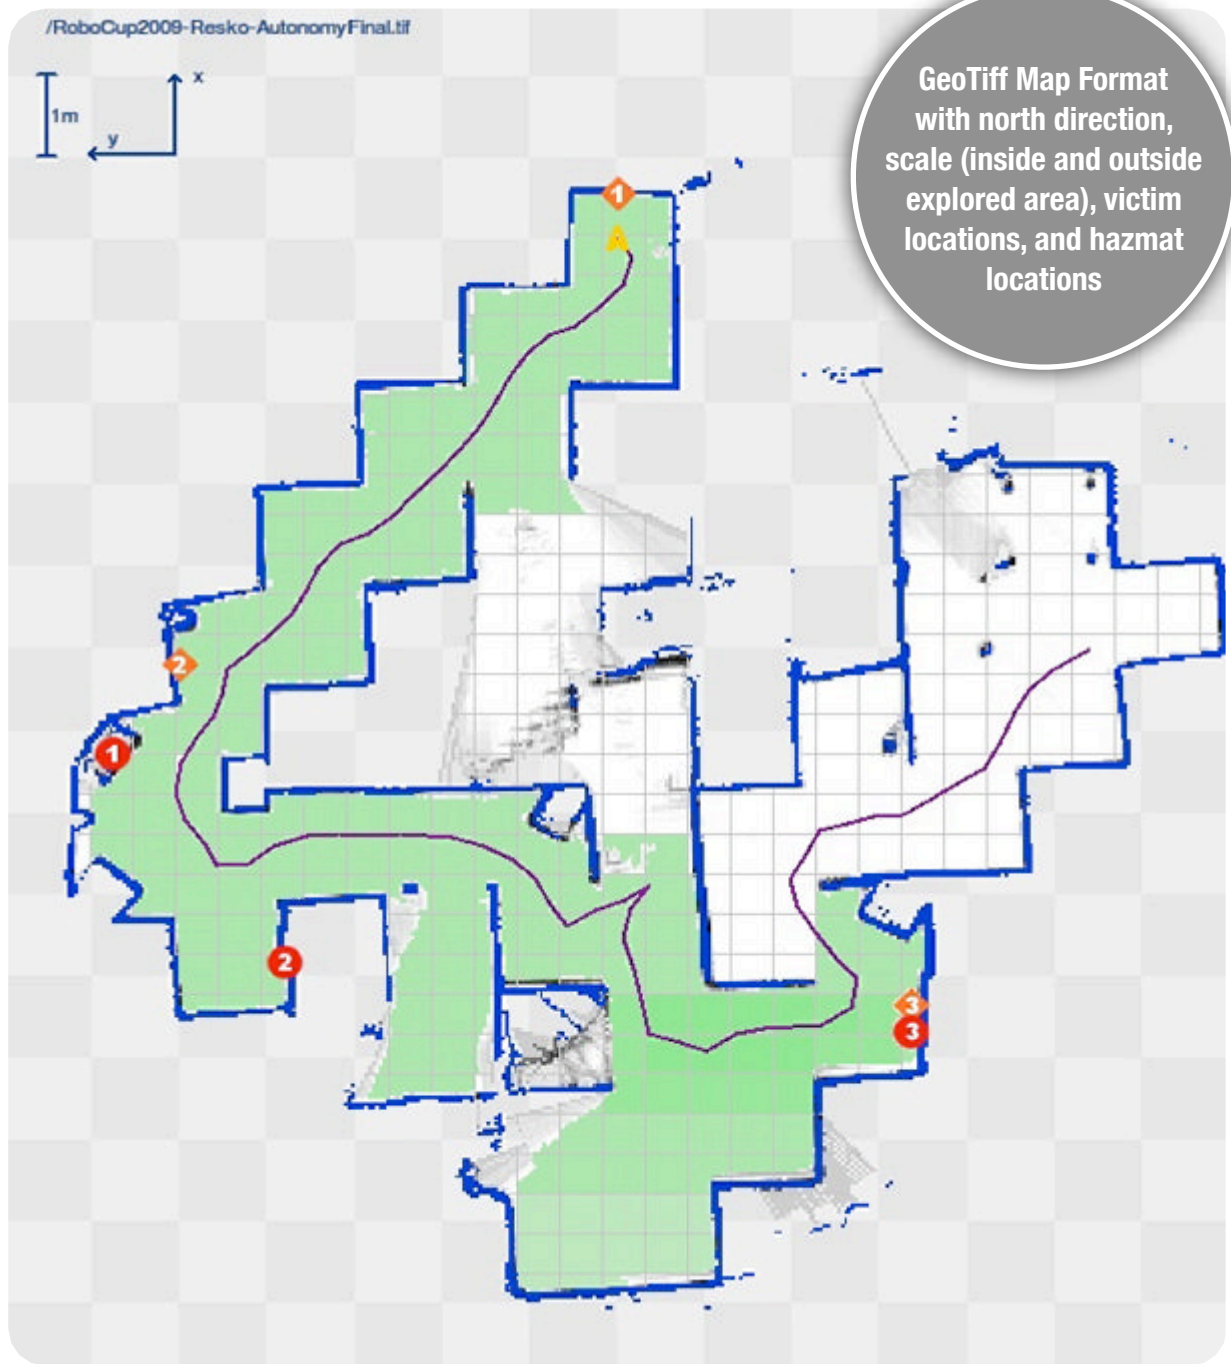 /RoboCup2009-Resko-AutonomyFinal.tif
x
1m
y
GeoTiff Map Format
with north direction,
scale (inside and outside
explored area), victim
locations, and hazmat
locations
1
2
1
2
3
3